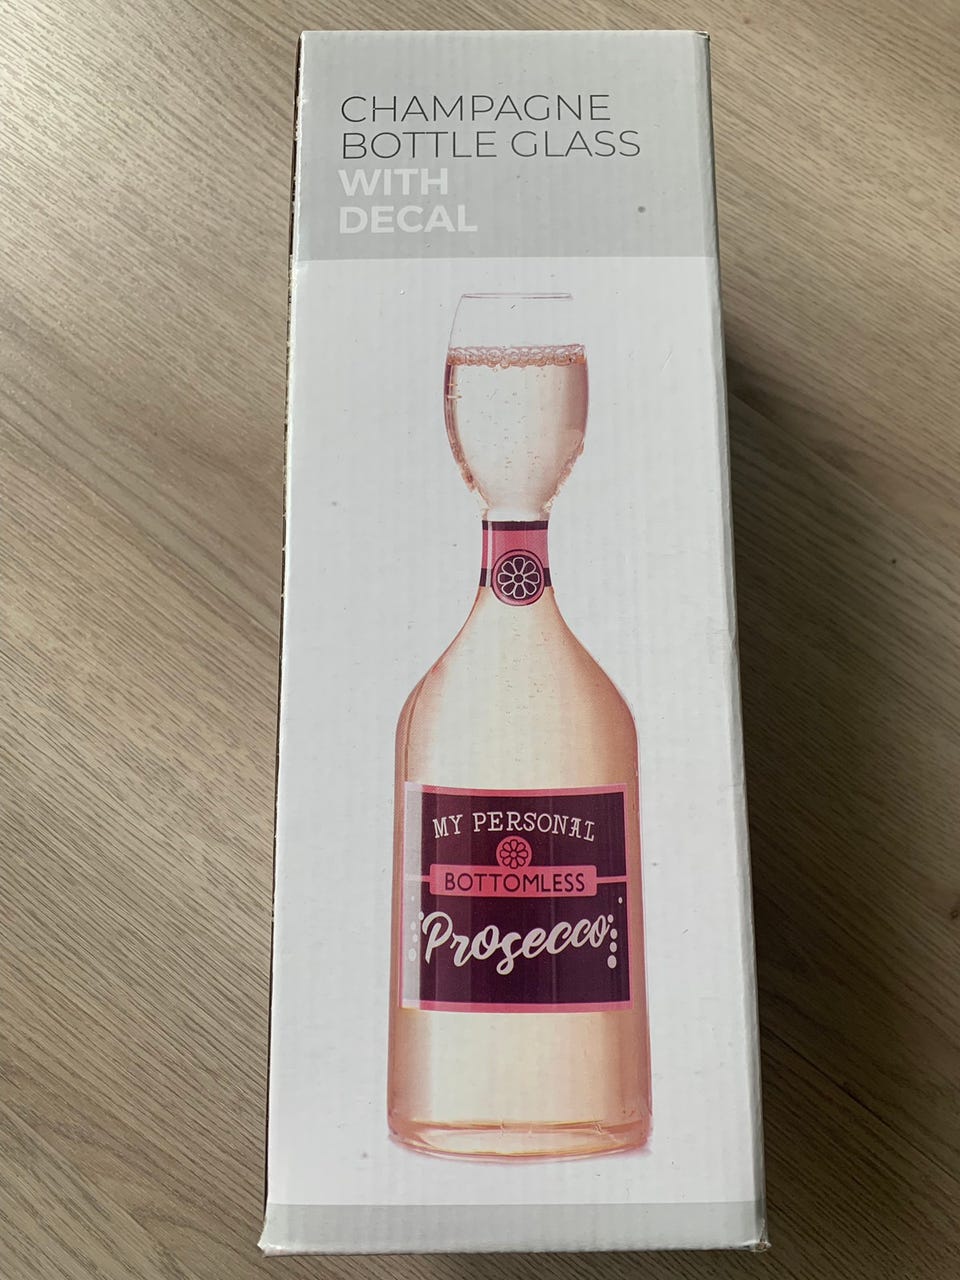 CHAMPAGNE
BOTTLE GLASS
WITH
DECAL
MY PERSONAL
BOTTOMLESS
Prosecco